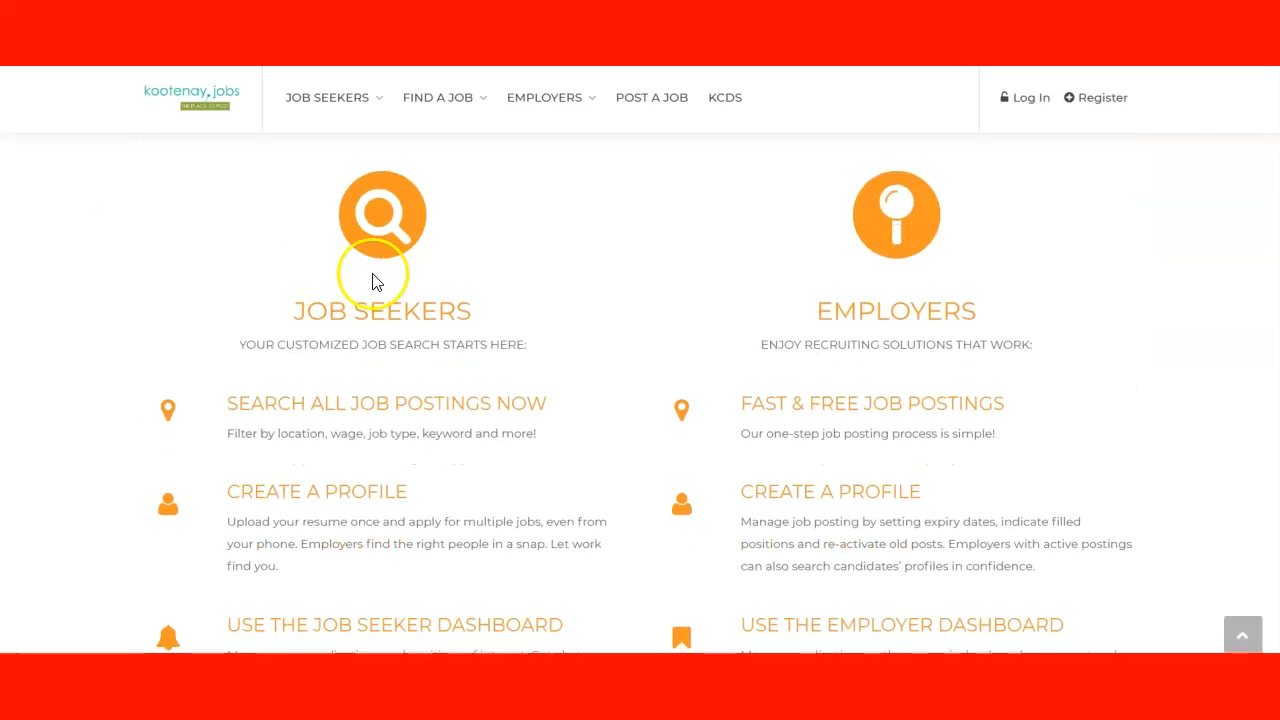 kootenay.jobs
THE PLACE TO POST
JOB SEEKERS
FIND A JOB
EMPLOYERS
POST A JOB
KCDS
Log In
Register
JOB SEEKERS
YOUR CUSTOMIZED JOB SEARCH STARTS HERE:
SEARCH ALL JOB POSTINGS NOW
Filter by location, wage, job type, keyword and more!
CREATE A PROFILE
Upload your resume once and apply for multiple jobs, even from
your phone. Employers find the right people in a snap. Let work
find you.
USE THE JOB SEEKER DASHBOARD
EMPLOYERS
ENJOY RECRUITING SOLUTIONS THAT WORK:
FAST & FREE JOB POSTINGS
Our one-step job posting process is simple!
CREATE A PROFILE
Manage job posting by setting expiry dates, indicate filled
positions and re-activate old posts. Employers with active postings
can also search candidates' profiles in confidence.
USE THE EMPLOYER DASHBOARD